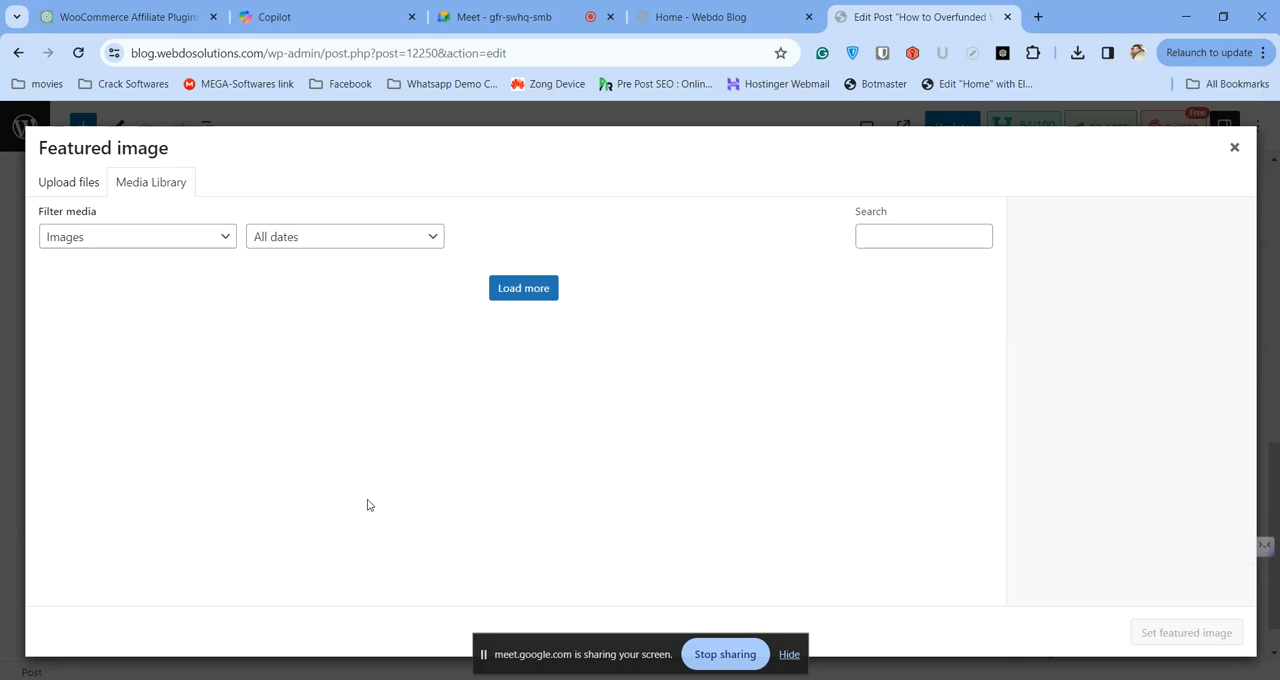 WooCommerce Affiliate Plugin
Copilot
Meet - gfr-swhq-smb
Home - Webdo Blog
Edit Post "How to Overfunded
blog.webdosolutions.com/wp-admin/post.php?post=12250&action=edit
Relaunch to update
movies
Crack Softwares
MEGA-Softwares link
Facebook
Whatsapp Demo C...
Zong Device
Pre Post SEO : Onlin...
Hostinger Webmail
Botmaster
Edit "Home" with El...
All Bookmarks
Free
84/100
Featured image
Upload files
Media Library
Filter media
Search
Images
All dates
Load more
Set featured image
meet.google.com is sharing your screen.
Stop sharing
Hide
Post